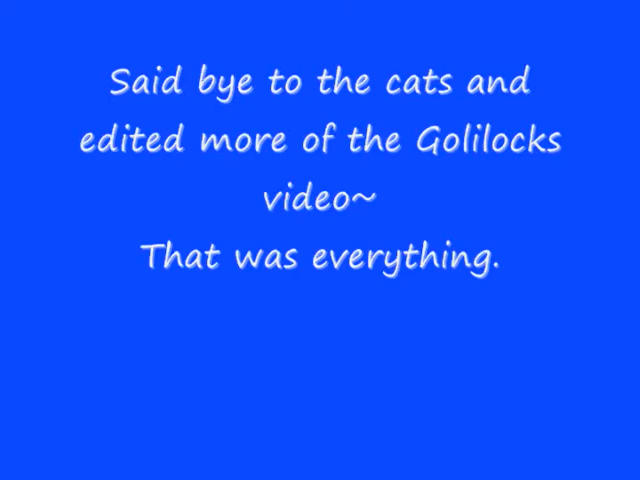 Said bye to the cats and
edited more of the Golilocks
video~
That was everything.